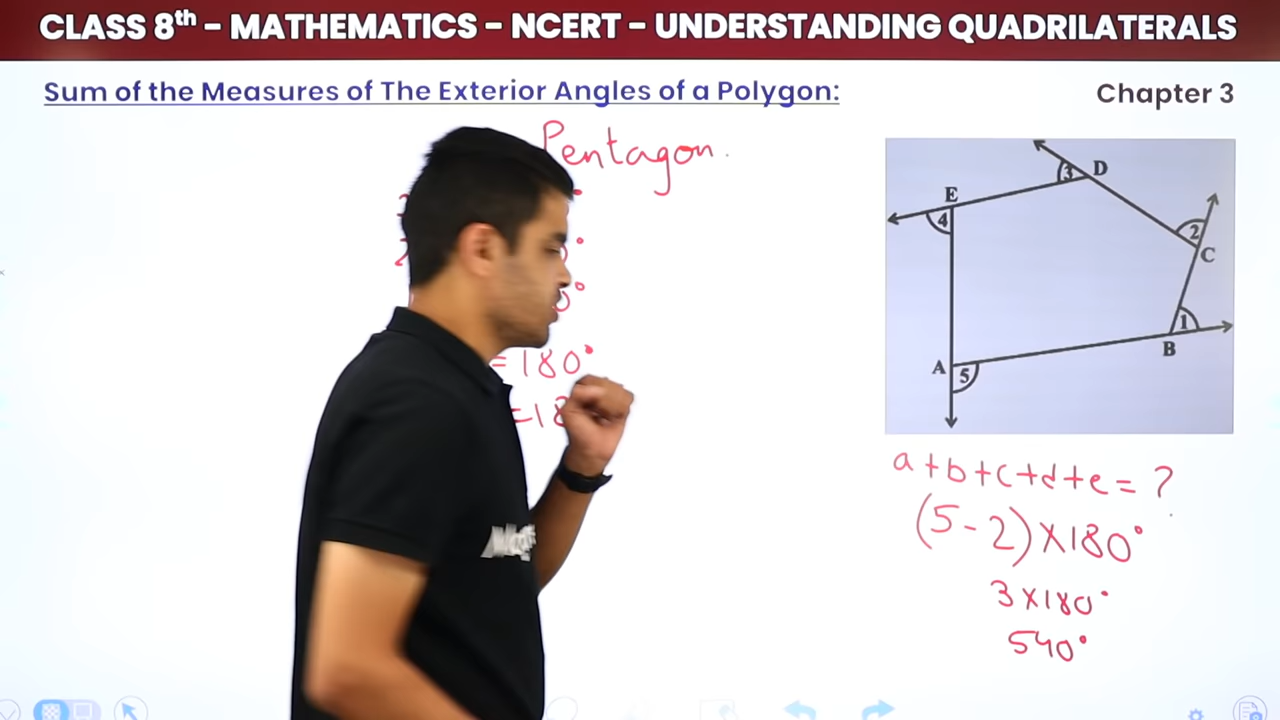 CLASS 8th – MATHEMATICS – NCERT – UNDERSTANDING QUADRILATERALS
Sum of the Measures of The Exterior Angles of a Polygon:
Chapter 3
Pentagon.
= 180°
D
3
E
4
2
C
1
B
A
5
a+b+c+d+e = ?
(5-2)×180°
3×180°
540°